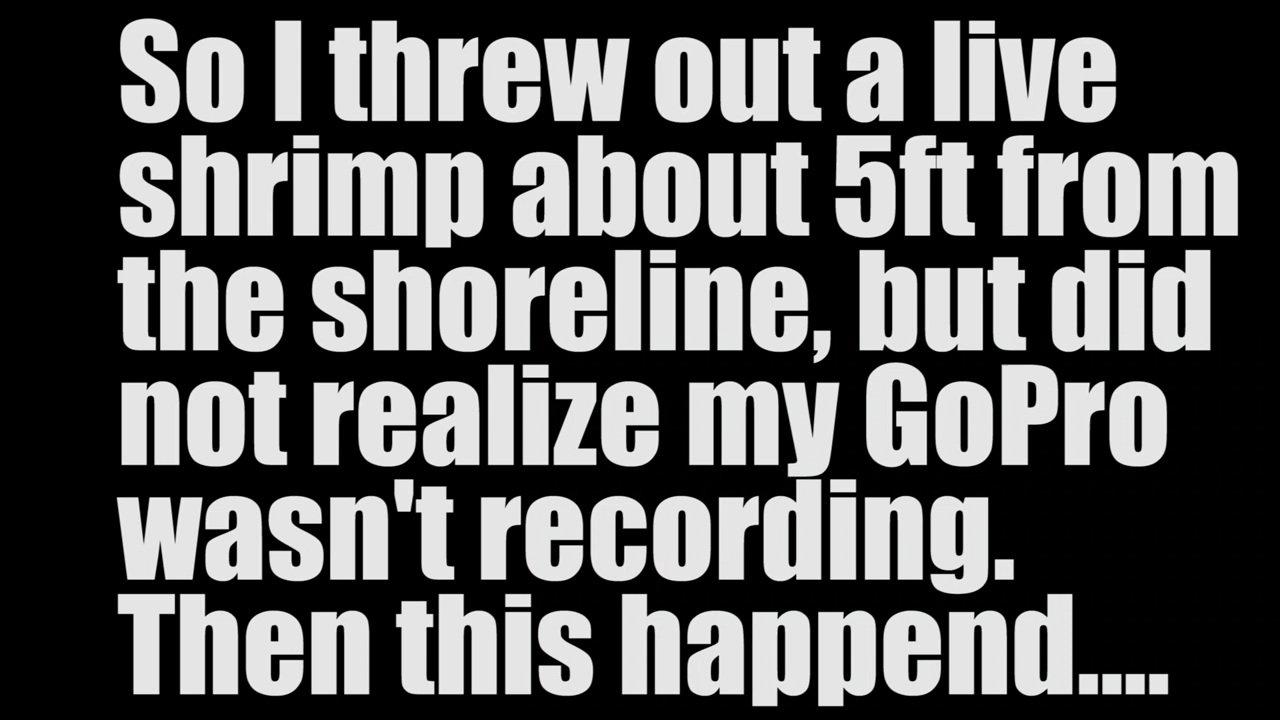 So I threw out a live
shrimp about 5ft from
the shoreline, but did
not realize my GoPro
wasn't recording.
Then this happend....